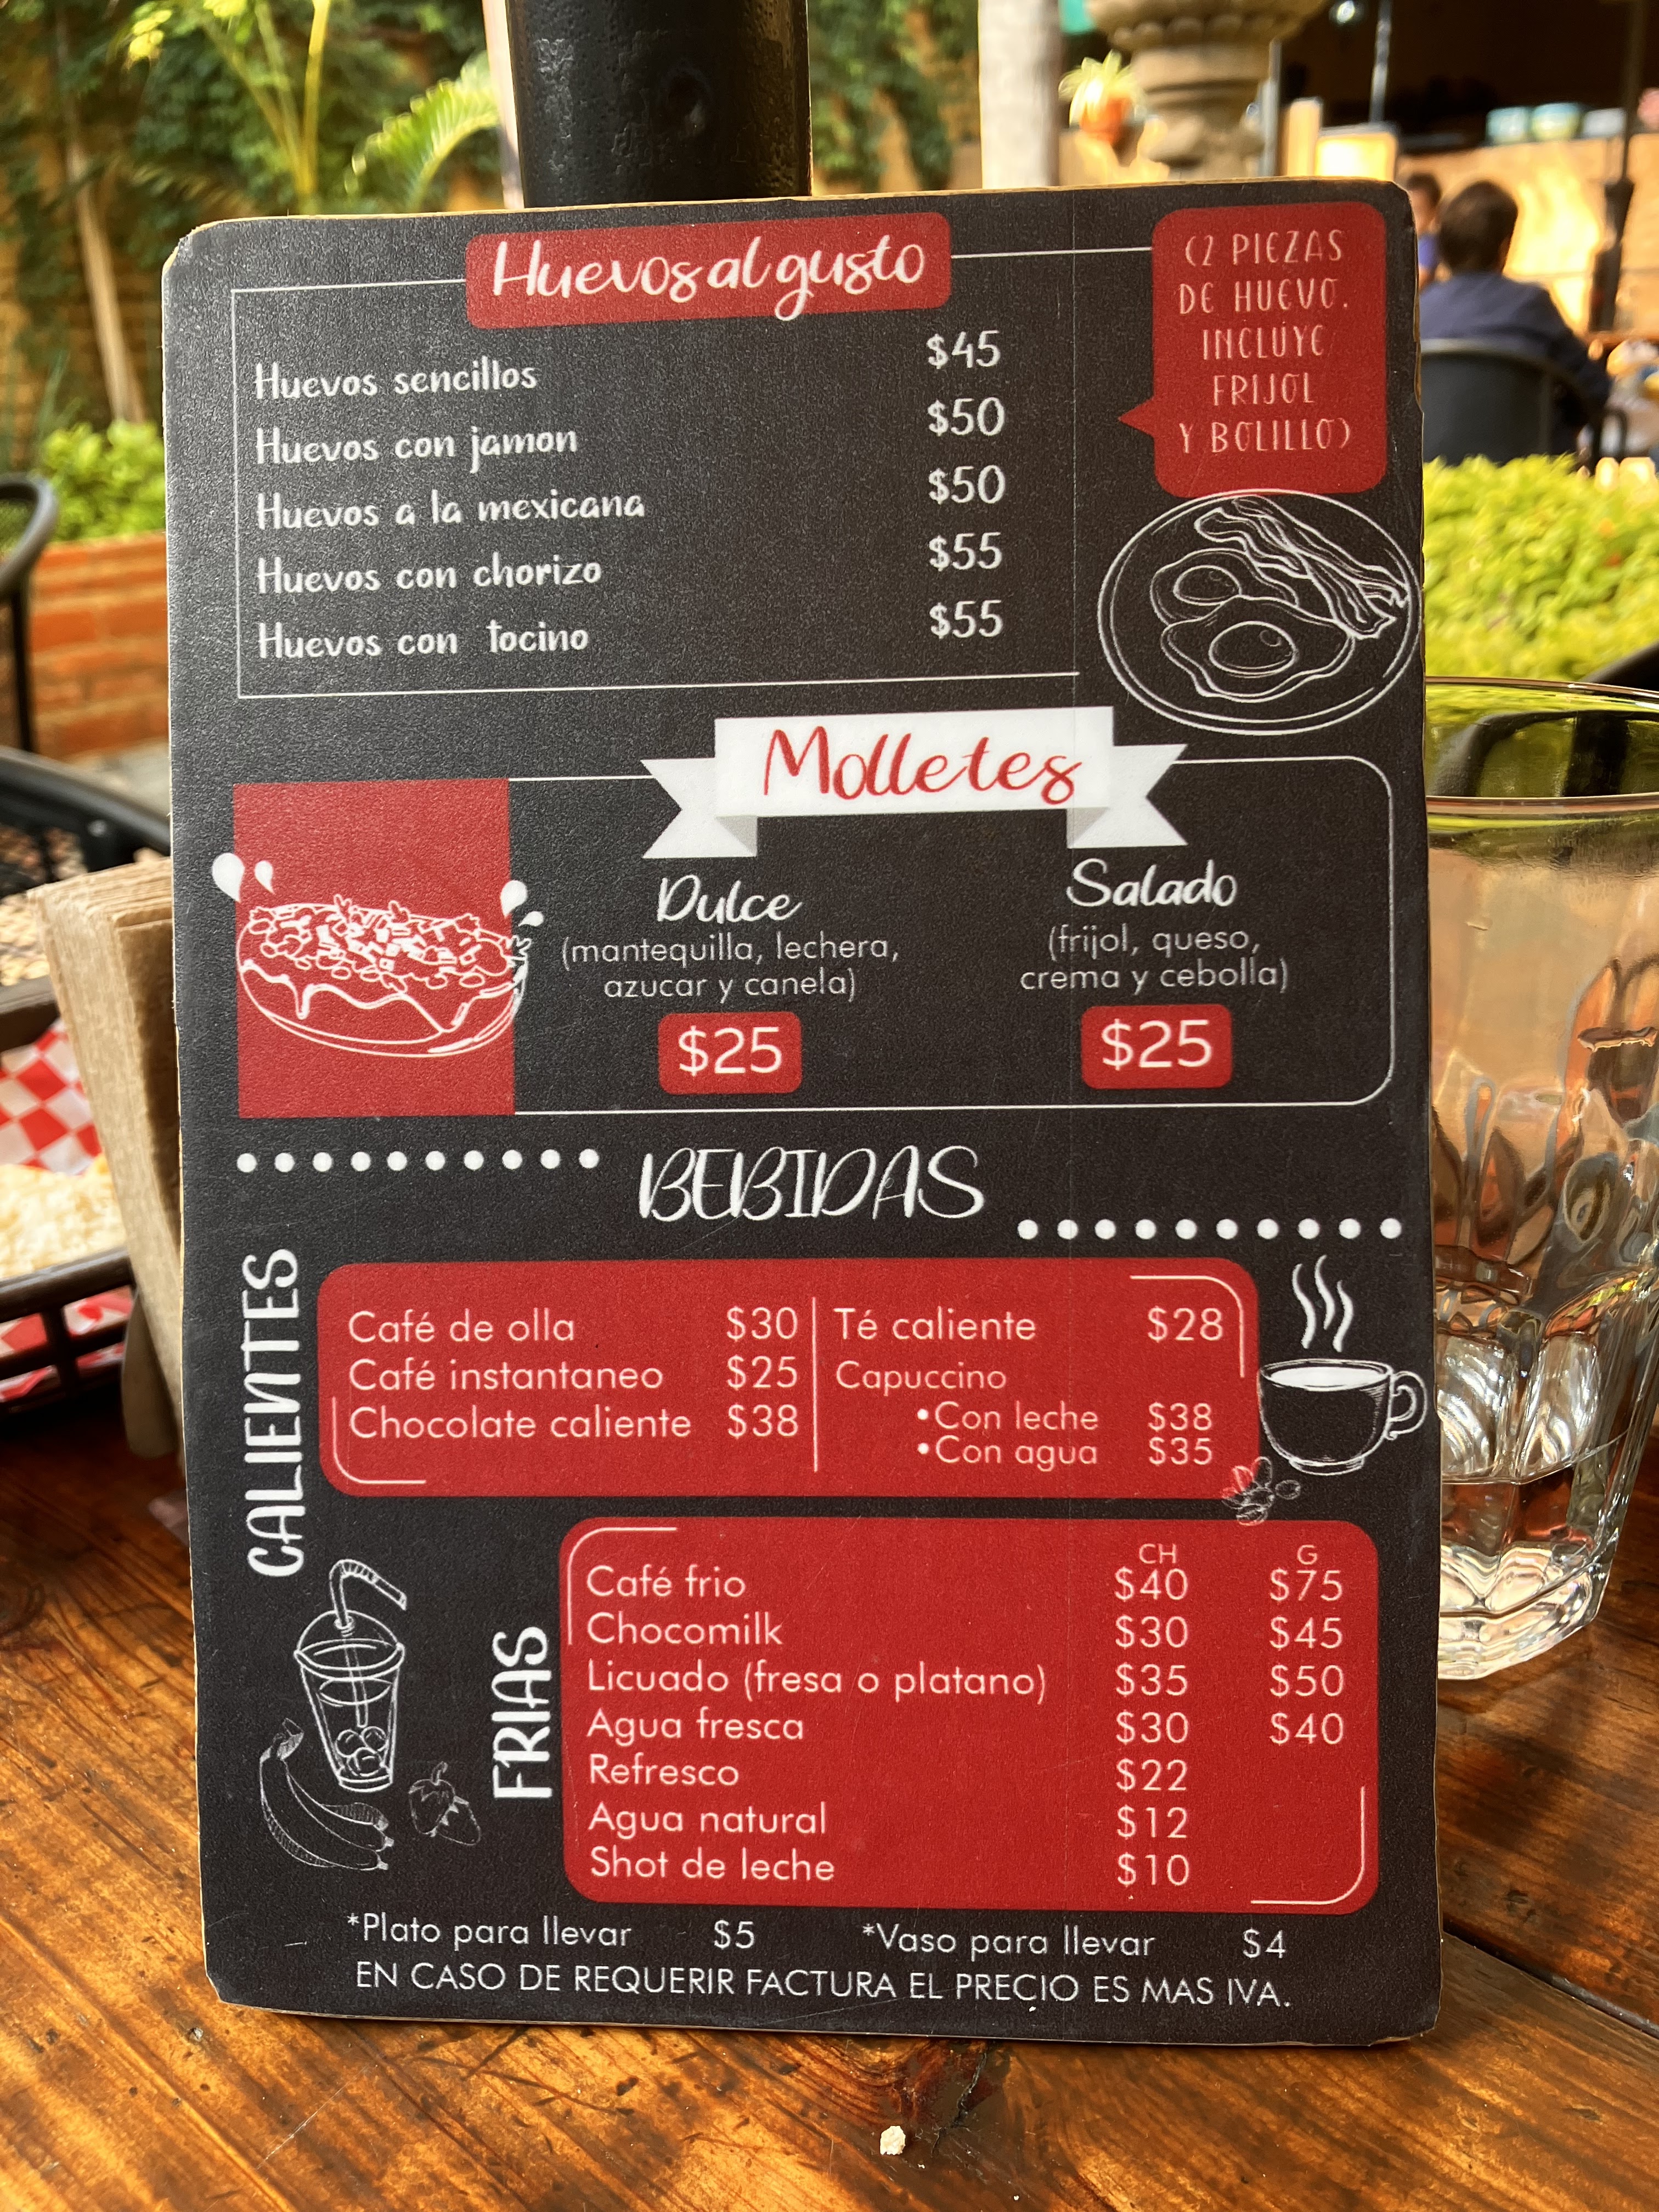 Huevos al gusto
(2 PIEZAS
DE HUEVO.
INCLUYE
FRIJOL
Y BOLILLO)
Huevos sencillos $45
Huevos con jamon $50
Huevos a la mexicana $50
Huevos con chorizo $55
Huevos con tocino $55
Molletes
Dulce
(mantequilla, lechera,
azucar y canela)
$25
Salado
(frijol, queso,
crema y cebolla)
$25
BEBIDAS
CALIENTES
Café de olla $30
Café instantaneo $25
Chocolate caliente $38
Té caliente $28
Capuccino
•Con leche $38
•Con agua $35
FRIAS
CH G
Café frio $40 $75
Chocomilk $30 $45
Licuado (fresa o platano) $35 $50
Agua fresca $30 $40
Refresco $22
Agua natural $12
Shot de leche $10
*Plato para llevar $5 *Vaso para llevar $4
EN CASO DE REQUERIR FACTURA EL PRECIO ES MAS IVA.